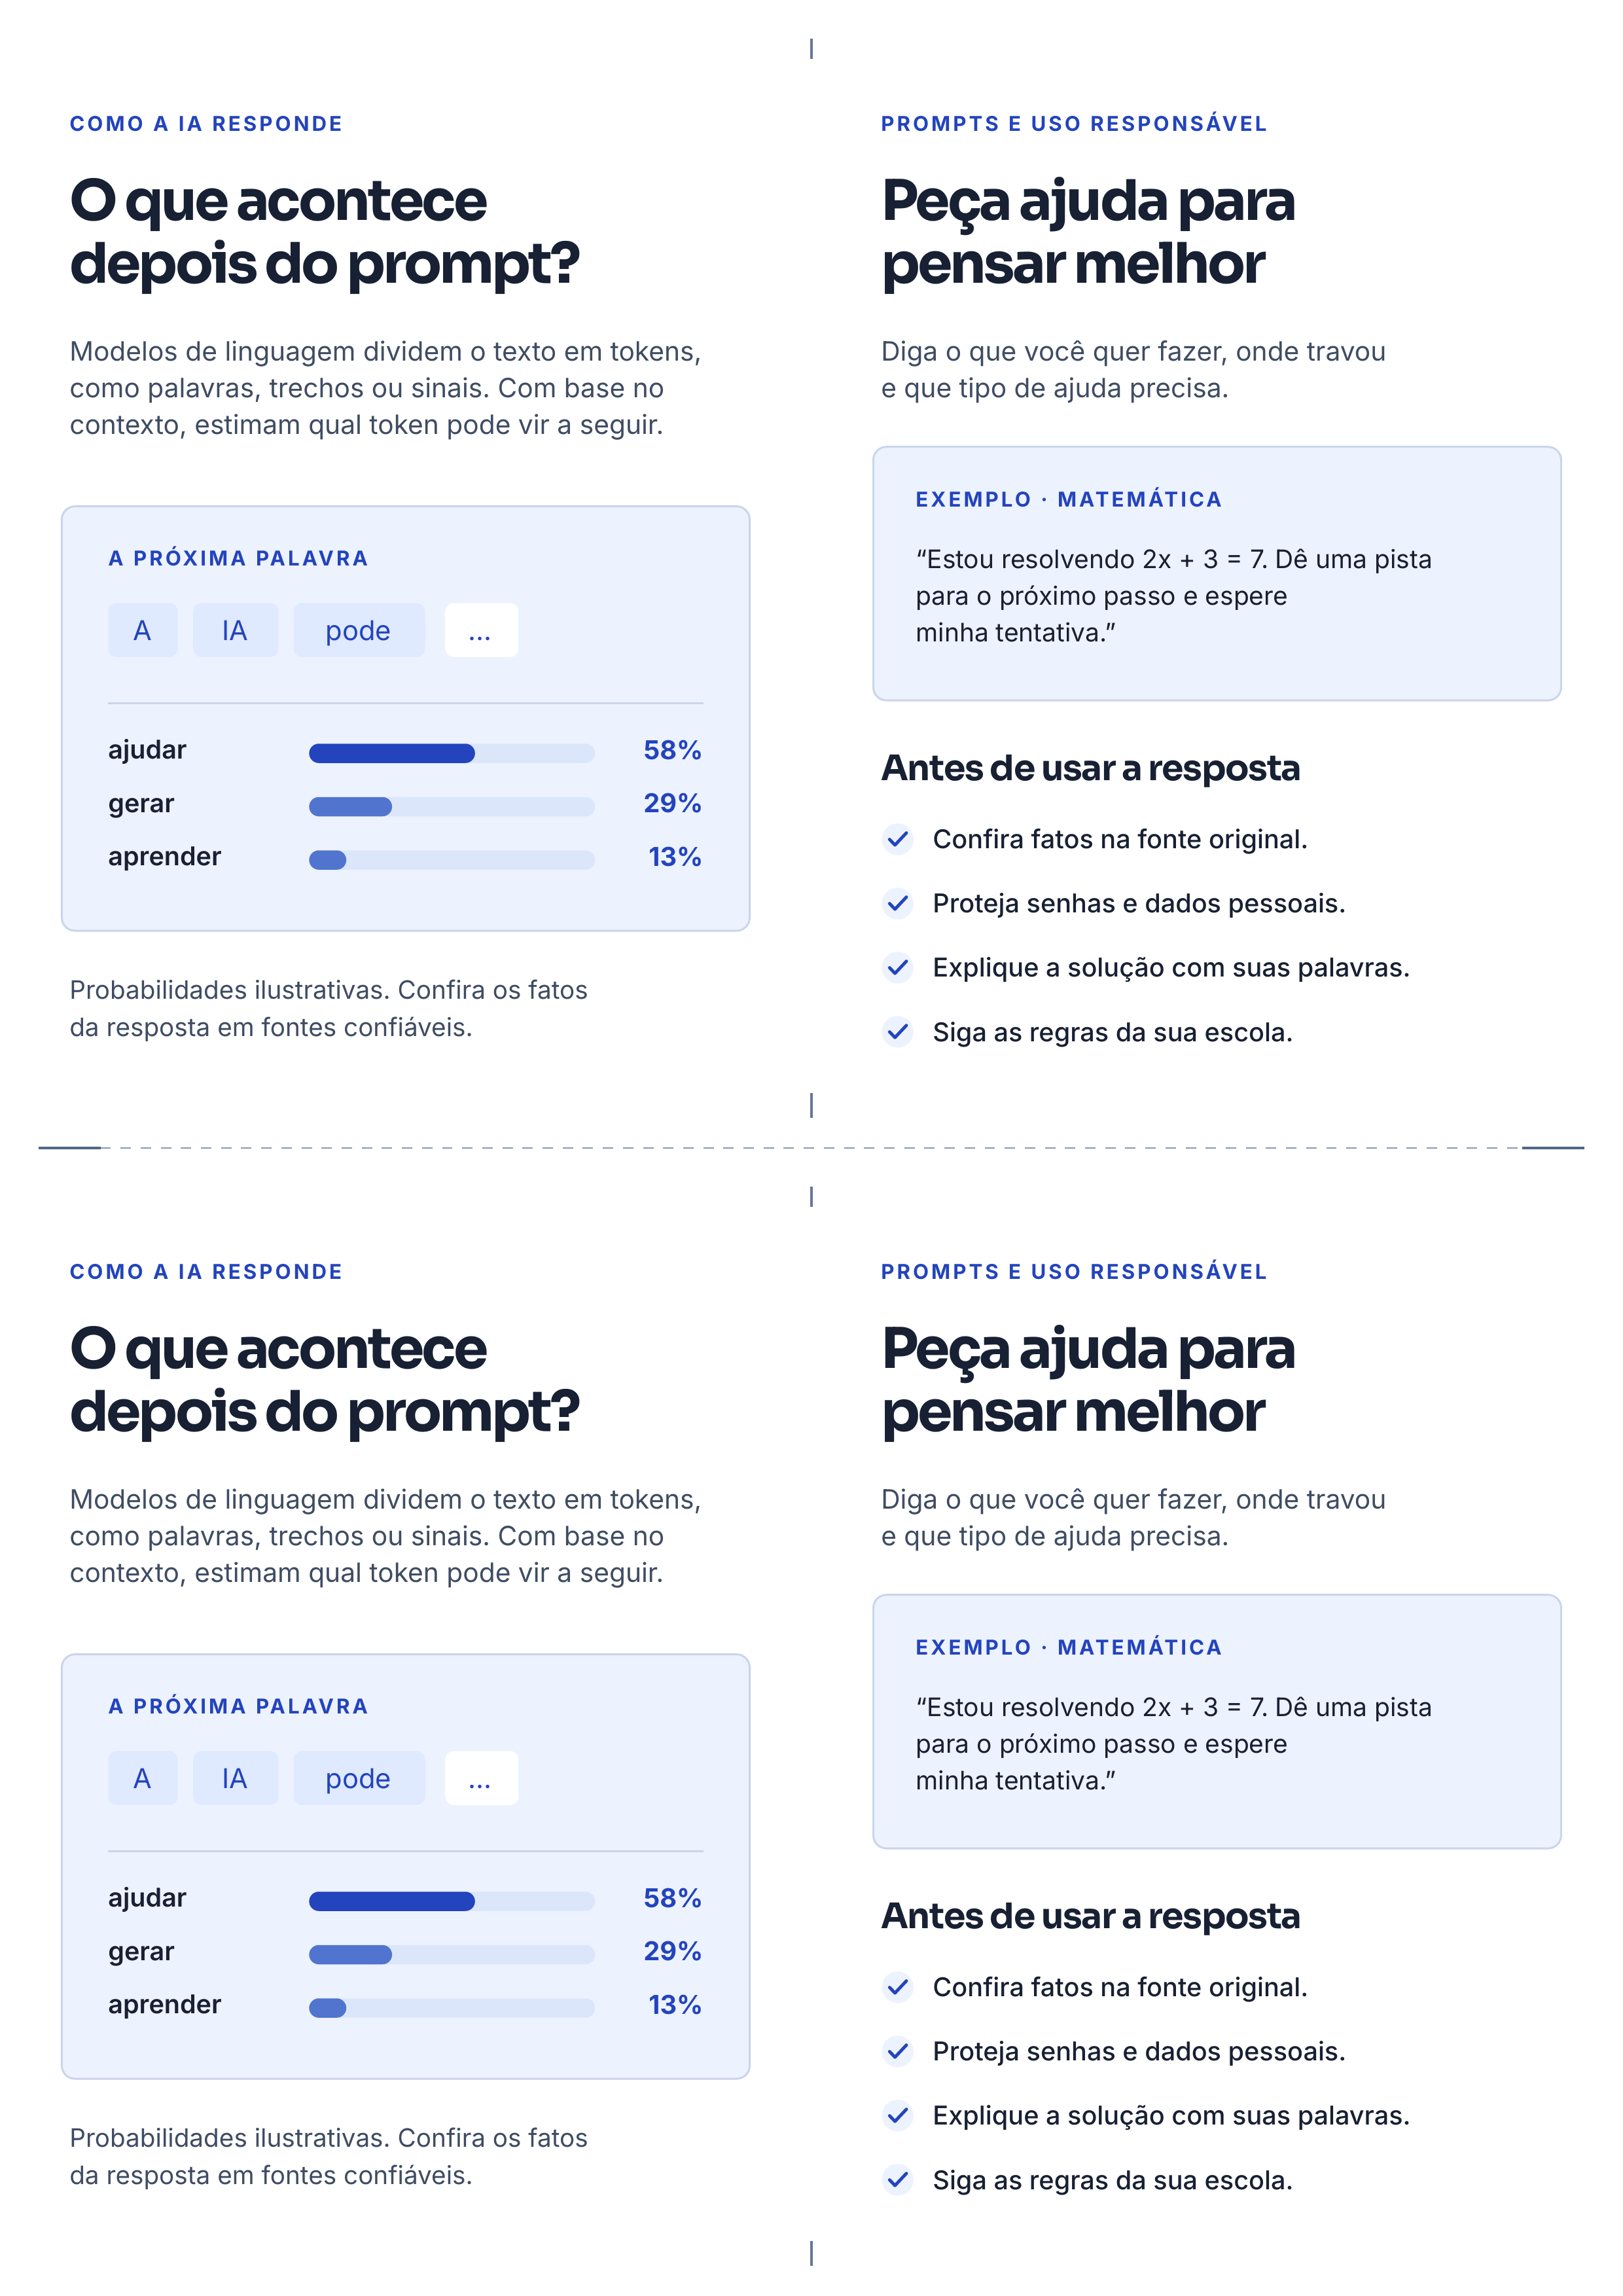 COMO A IA RESPONDE
O que acontece
depois do prompt?
Modelos de linguagem dividem o texto em tokens,
como palavras, trechos ou sinais. Com base no
contexto, estimam qual token pode vir a seguir.
A PRÓXIMA PALAVRA
A IA pode ...
ajudar 58%
gerar 29%
aprender 13%
Probabilidades ilustrativas. Confira os fatos
da resposta em fontes confiáveis.
PROMPTS E USO RESPONSÁVEL
Peça ajuda para
pensar melhor
Diga o que você quer fazer, onde travou
e que tipo de ajuda precisa.
EXEMPLO · MATEMÁTICA
“Estou resolvendo 2x + 3 = 7. Dê uma pista
para o próximo passo e espere
minha tentativa.”
Antes de usar a resposta
Confira fatos na fonte original.
Proteja senhas e dados pessoais.
Explique a solução com suas palavras.
Siga as regras da sua escola.
COMO A IA RESPONDE
O que acontece
depois do prompt?
Modelos de linguagem dividem o texto em tokens,
como palavras, trechos ou sinais. Com base no
contexto, estimam qual token pode vir a seguir.
A PRÓXIMA PALAVRA
A IA pode ...
ajudar 58%
gerar 29%
aprender 13%
Probabilidades ilustrativas. Confira os fatos
da resposta em fontes confiáveis.
PROMPTS E USO RESPONSÁVEL
Peça ajuda para
pensar melhor
Diga o que você quer fazer, onde travou
e que tipo de ajuda precisa.
EXEMPLO · MATEMÁTICA
“Estou resolvendo 2x + 3 = 7. Dê uma pista
para o próximo passo e espere
minha tentativa.”
Antes de usar a resposta
Confira fatos na fonte original.
Proteja senhas e dados pessoais.
Explique a solução com suas palavras.
Siga as regras da sua escola.